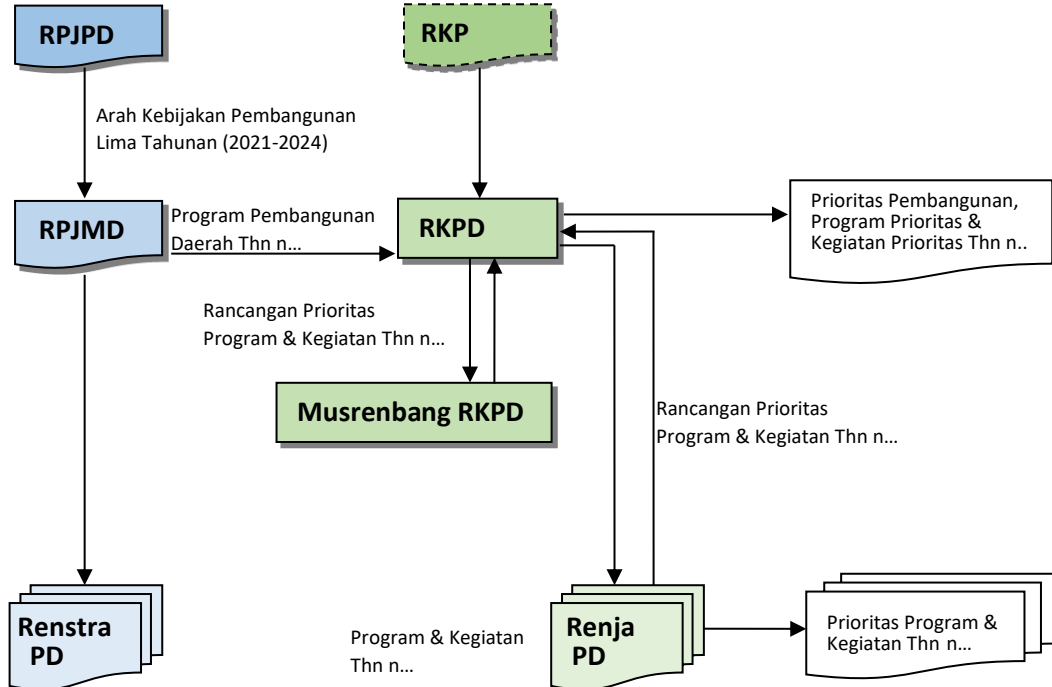 RPJPD
RKP
Arah Kebijakan Pembangunan
Lima Tahunan (2021-2024)
RPJMD
Program Pembangunan
Daerah Thn n...
RKPD
Prioritas Pembangunan,
Program Prioritas &
Kegiatan Prioritas Thn n..
Rancangan Prioritas
Program & Kegiatan Thn n...
Musrenbang RKPD
Rancangan Prioritas
Program & Kegiatan Thn n...
Renstra
PD
Program & Kegiatan
Thn n...
Renja
PD
Prioritas Program &
Kegiatan Thn n...